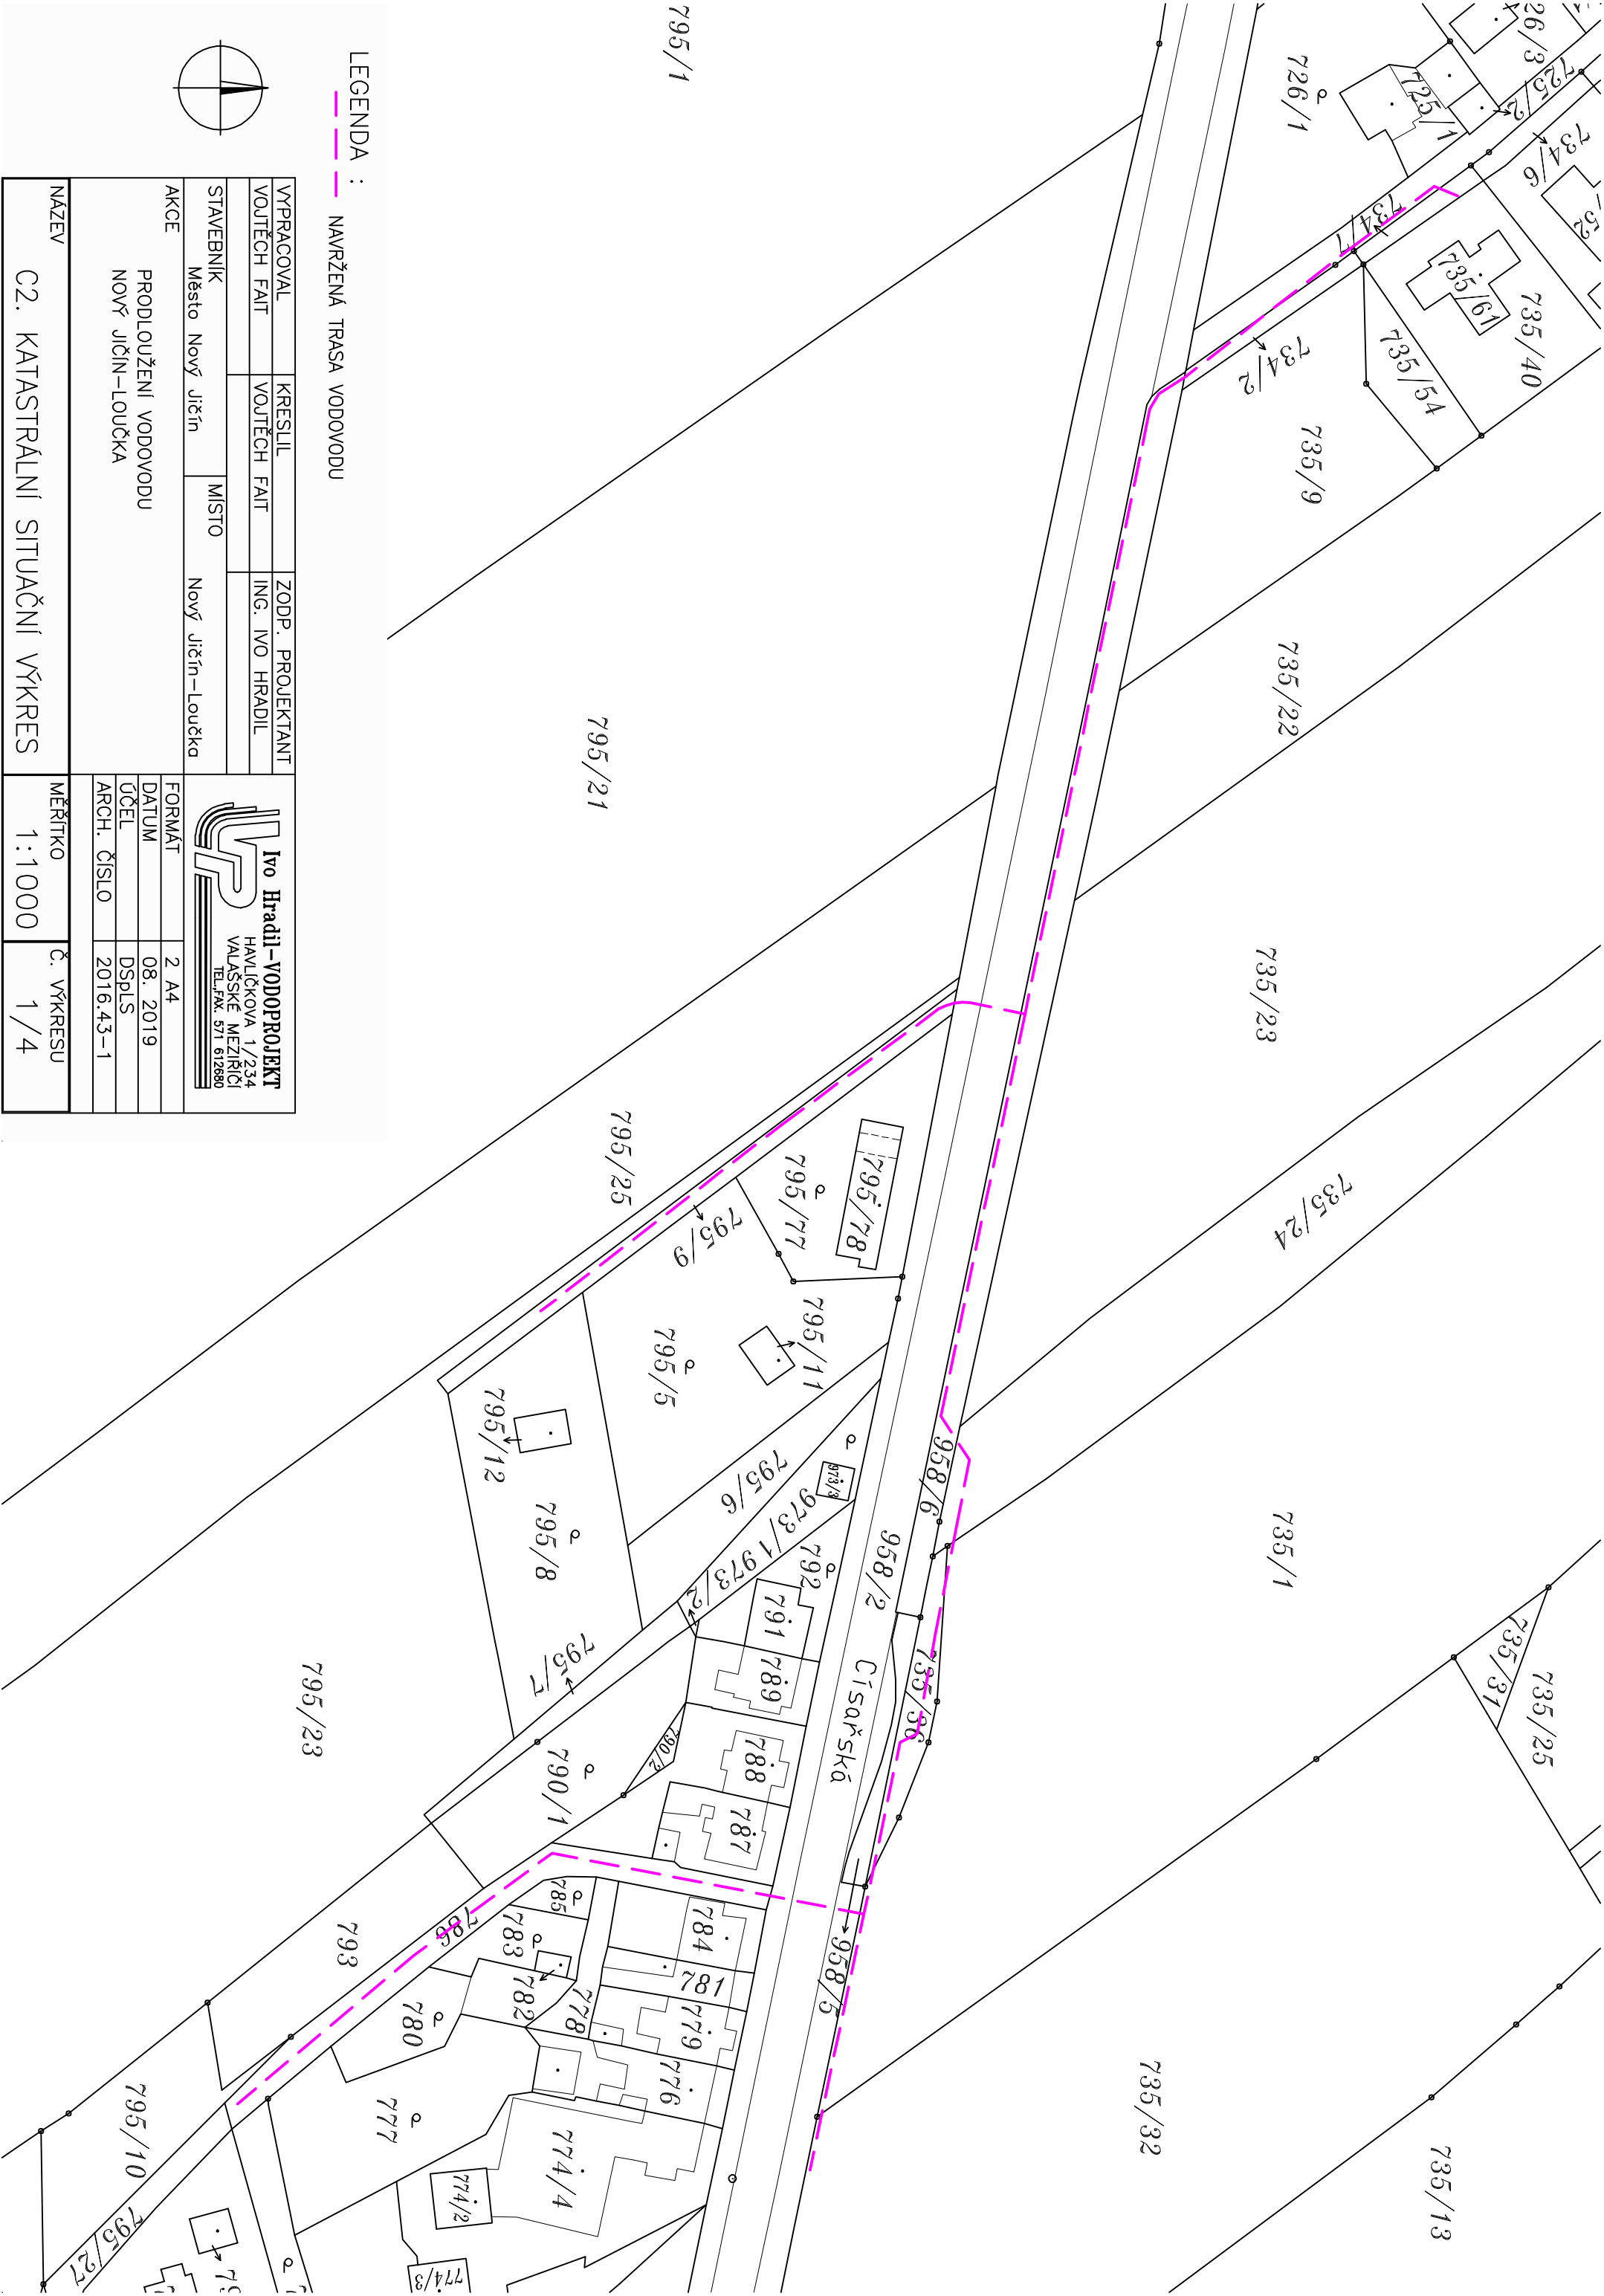 LEGENDA :
NAVRŽENÁ TRASA VODOVODU
VYPRACOVAL
KRESLIL
ZODP. PROJEKTANT
VOJTĚCH FAIT
VOJTĚCH FAIT
ING. IVO HRADIL
STAVEBNÍK
Město Nový Jičín
MÍSTO
Nový Jičín-Loučka
AKCE
PRODLOUŽENÍ VODOVODU
NOVÝ JIČÍN-LOUČKA
NÁZEV
C2. KATASTRÁLNÍ SITUAČNÍ VÝKRES
Ivo Hradil-VODOPROJEKT
HAVLÍČKOVA 1/234
VALAŠSKÉ MEZIŘÍČÍ
TEL,FAX. 571 612680
FORMÁT
2 A4
DATUM
08. 2019
ÚČEL
DSpLS
ARCH. ČÍSLO
2016.43-1
MĚŘÍTKO
1:1000
Č. VÝKRESU
1/4
26/3
725/2
725/1
726/1
734/6
52
734/7
735/61
735/40
735/54
734/2
735/9
735/22
735/23
735/24
735/1
735/31
735/25
735/32
735/13
795/1
795/21
795/25
795/9
795/77
795/78
795/11
795/5
795/12
795/8
795/6
973/3
973/1
973/2
792
791
789
788
787
790/2
790/1
795/7
795/23
958/6
958/2
Císařská
735/36
958/5
784
781
779
776
778
782
783
785
786
780
777
793
774/4
774/2
774/3
795/10
795/27